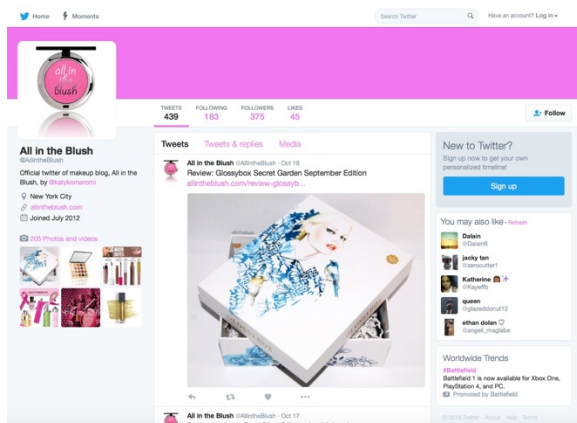 Home
Moments
Search Twitter
Have an account? Log in
all in
the
blush
TWEETS
439
FOLLOWING
183
FOLLOWERS
375
LIKES
45
Follow
All in the Blush
@AllintheBlush
Official twitter of makeup blog, All in the
Blush, by @katykomaromi
New York City
allintheblush.com
Joined July 2012
205 Photos and videos
Tweets
Tweets & replies
Media
All in the Blush @AllintheBlush · Oct 19
Review: Glossybox Secret Garden September Edition
allintheblush.com/review-glossyb...
All in the Blush @AllintheBlush · Oct 17
New to Twitter?
Sign up now to get your own
personalized timeline!
Sign up
You may also like · Refresh
Dalain
@Dalain6
jacky tan
@zerocutter1
Katherine
@Kayeflb
queen
@glazeddonut12
ethan dolan
@angell_maglabe
Worldwide Trends
#Battlefield
Battlefield 1 is now available for Xbox One,
PlayStation 4, and PC.
Promoted by Battlefield
© 2016 Twitter About Help Terms